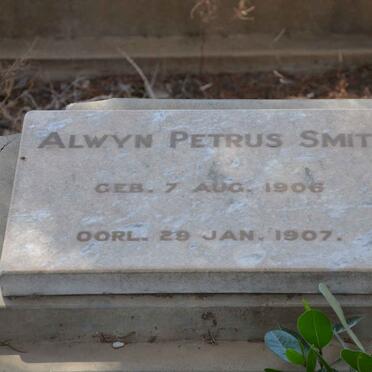 ALWYN PETRUS SMIT
GEB. 7 AUG. 1906
OORL. 29 JAN. 1907.